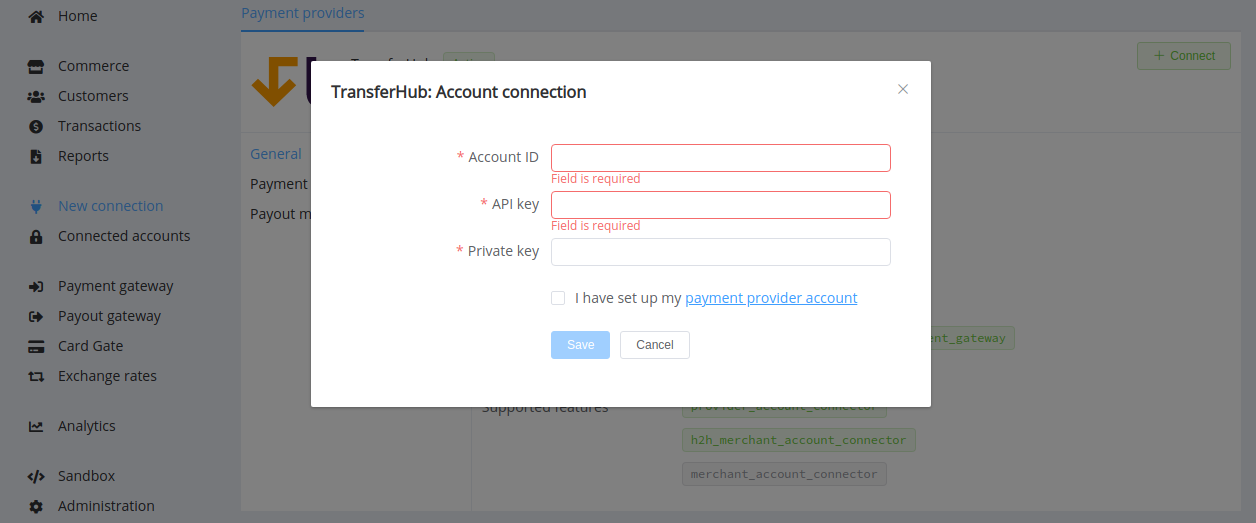 Home
Commerce
Customers
Transactions
Reports
New connection
Connected accounts
Payment gateway
Payout gateway
Card Gate
Exchange rates
Analytics
Sandbox
Administration
Payment providers
+ Connect
General
Payment
Payout
TransferHub: Account connection
* Account ID
Field is required
* API key
Field is required
* Private key
I have set up my payment provider account
Save
Cancel
ent_gateway
Supported features
provider_account_connector
h2h_merchant_account_connector
merchant_account_connector